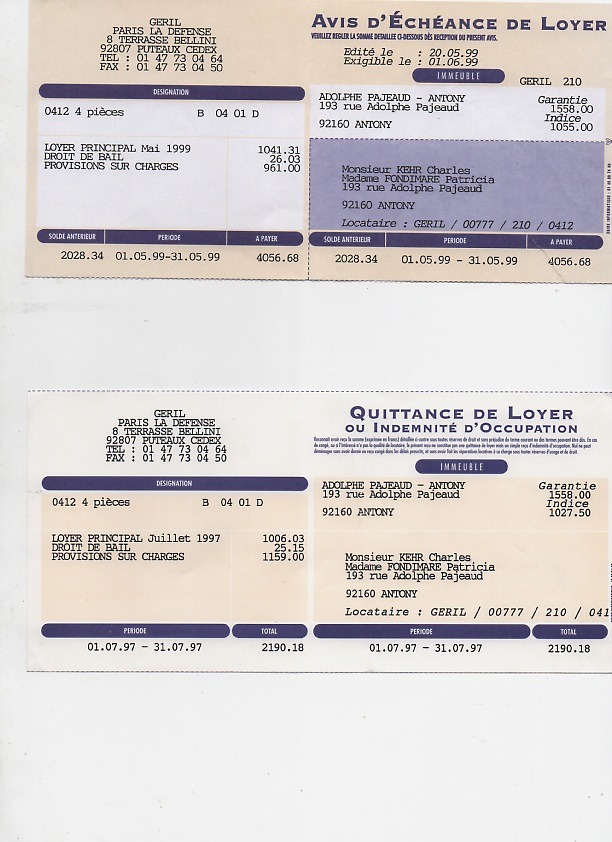 GERIL
PARIS LA DEFENSE
8 TERRASSE BELLINI
92807 PUTEAUX CEDEX
TEL : 01 47 73 04 64
FAX : 01 47 73 04 50
AVIS D'ÉCHÉANCE DE LOYER
VEUILLEZ REGLER LA SOMME DETAILLEE CI-DESSOUS DÈS RECEPTION DU PRESENT AVIS.
Edité le : 20.05.99
Exigible le : 01.06.99
IMMEUBLE
GERIL 210
DESIGNATION
0412 4 pièces B 04 01 D
ADOLPHE PAJEAUD - ANTONY Garantie
193 rue Adolphe Pajeaud 1558.00
Indice
92160 ANTONY 1055.00
LOYER PRINCIPAL Mai 1999 1041.31
DROIT DE BAIL 26.03
PROVISIONS SUR CHARGES 961.00
Monsieur KEHR Charles
Madame FONDIMARE Patricia
193 rue Adolphe Pajeaud
92160 ANTONY
Locataire : GERIL / 00777 / 210 / 0412
SOLDE ANTERIEUR PERIODE A PAYER
2028.34 01.05.99-31.05.99 4056.68
SOLDE ANTERIEUR PERIODE A PAYER
2028.34 01.05.99 - 31.05.99 4056.68
GERIL
PARIS LA DEFENSE
8 TERRASSE BELLINI
92807 PUTEAUX CEDEX
TEL : 01 47 73 04 64
FAX : 01 47 73 04 50
QUITTANCE DE LOYER
OU INDEMNITÉ D'OCCUPATION
IMMEUBLE
DESIGNATION
0412 4 pièces B 04 01 D
ADOLPHE PAJEAUD - ANTONY Garantie
193 rue Adolphe Pajeaud 1558.00
Indice
92160 ANTONY 1027.50
LOYER PRINCIPAL Juillet 1997 1006.03
DROIT DE BAIL 25.15
PROVISIONS SUR CHARGES 1159.00
Monsieur KEHR Charles
Madame FONDIMARE Patricia
193 rue Adolphe Pajeaud
92160 ANTONY
Locataire : GERIL / 00777 / 210 / 041
PERIODE TOTAL
01.07.97 - 31.07.97 2190.18
PERIODE TOTAL
01.07.97 - 31.07.97 2190.18